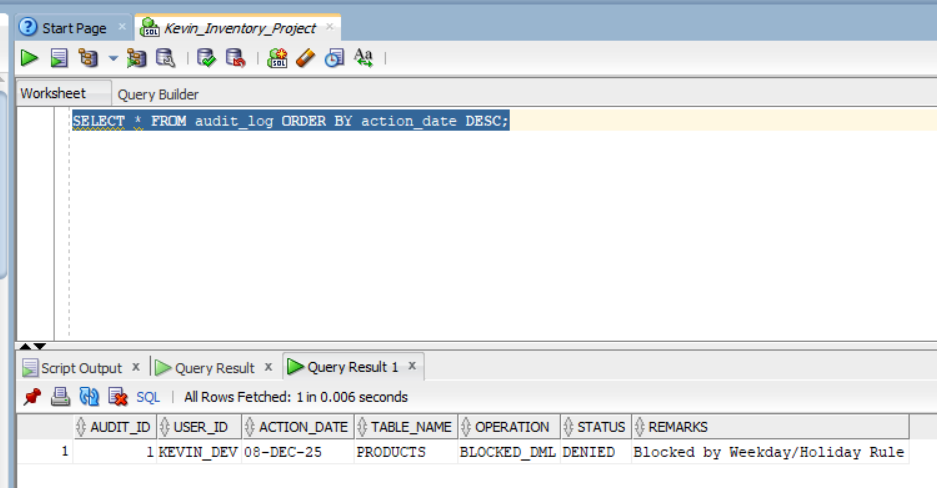 Start Page
Kevin_Inventory_Project
Worksheet Query Builder
SELECT * FROM audit_log ORDER BY action_date DESC;
Script Output Query Result Query Result 1
SQL All Rows Fetched: 1 in 0.006 seconds
AUDIT_ID USER_ID ACTION_DATE TABLE_NAME OPERATION STATUS REMARKS
1 1 KEVIN_DEV 08-DEC-25 PRODUCTS BLOCKED_DML DENIED Blocked by Weekday/Holiday Rule